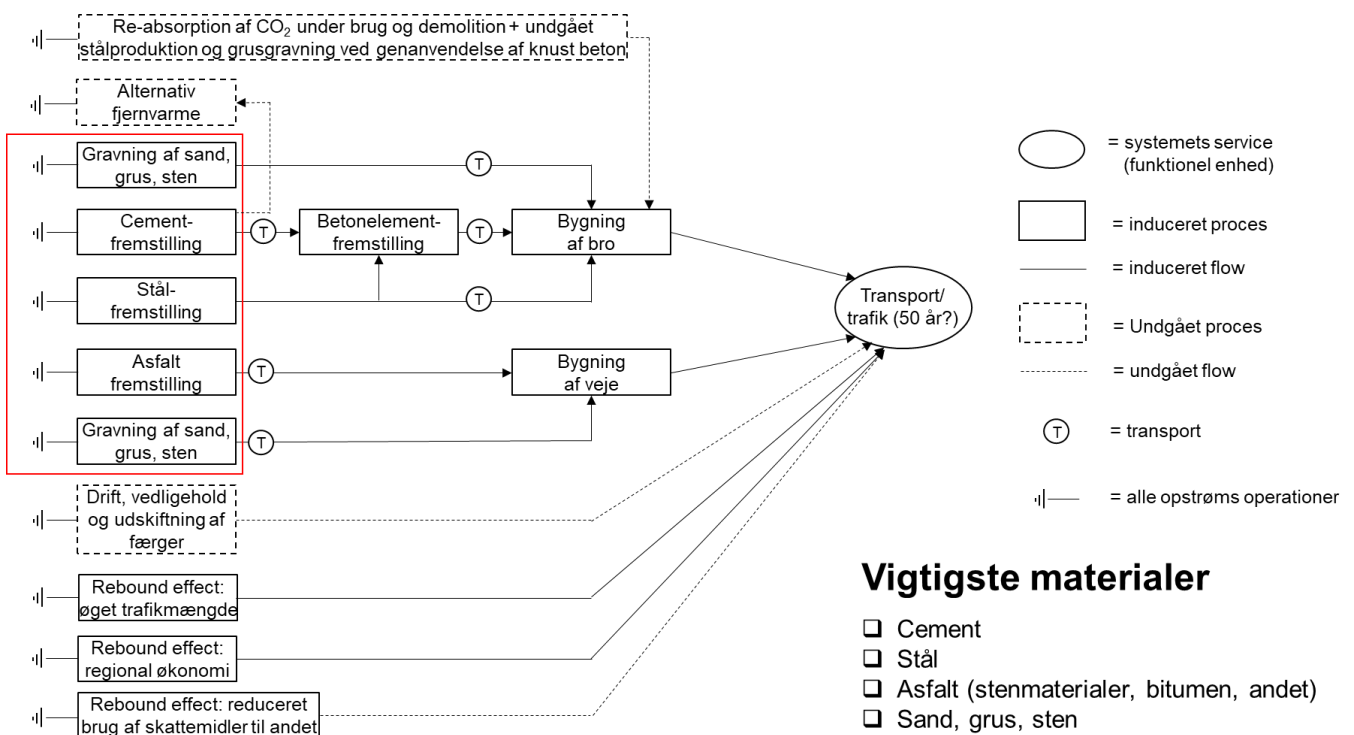 Re-absorption af CO₂ under brug og demolition + undgået
stålproduktion og grusgravning ved genanvendelse af knust beton
Alternativ
fjernvarme
Gravning af sand,
grus, sten
T
Cement-
fremstilling
T
Betonelement-
fremstilling
T
Bygning
af bro
Stål-
fremstilling
T
Asfalt
fremstilling
T
Bygning
af veje
Gravning af sand,
grus, sten
T
Drift, vedligehold
og udskiftning af
færger
Rebound effect:
øget trafikmængde
Rebound effect:
regional økonomi
Rebound effect: reduceret
brug af skattemidler til andet
Transport/
trafik (50 år?)
= systemets service
(funktionel enhed)
= induceret proces
= induceret flow
= Undgået proces
= undgået flow
T
= transport
= alle opstrøms operationer
Vigtigste materialer
Cement
Stål
Asfalt (stenmaterialer, bitumen, andet)
Sand, grus, sten